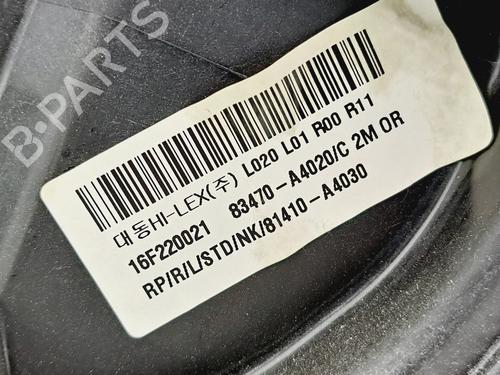 B-PARTS
대동HI-LEX(주) L020 L01 R00 R11
16F220021 83470-A4020/C 2M OR
RP/R/L/STD/NK/81410-A4030